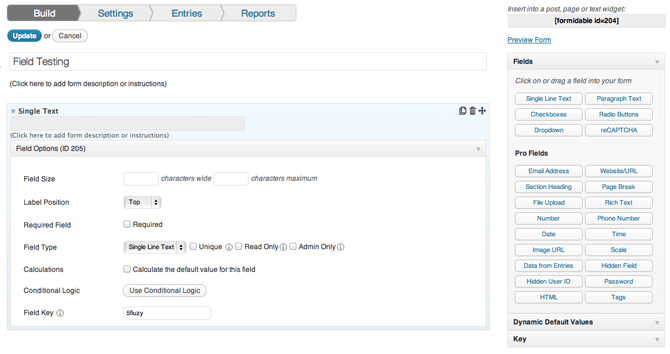 Build Settings Entries Reports
Update or Cancel
Field Testing
(Click here to add form description or instructions)
* Single Text
(Click here to add form description or instructions)
Field Options (ID 205)
Field Size characters wide characters maximum
Label Position Top
Required Field Required
Field Type Single Line Text Unique Read Only Admin Only
Calculations Calculate the default value for this field
Conditional Logic Use Conditional Logic
Field Key 5fiuzy
Insert into a post, page or text widget:
[formidable id=204]
Preview Form
Fields
Click on or drag a field into your form
Single Line Text Paragraph Text
Checkboxes Radio Buttons
Dropdown reCAPTCHA
Pro Fields
Email Address Website/URL
Section Heading Page Break
File Upload Rich Text
Number Phone Number
Date Time
Image URL Scale
Data from Entries Hidden Field
Hidden User ID Password
HTML Tags
Dynamic Default Values
Key